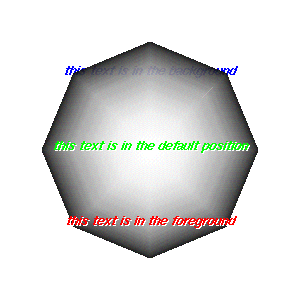 this text is in the background
this text is in the default position
this text is in the foreground